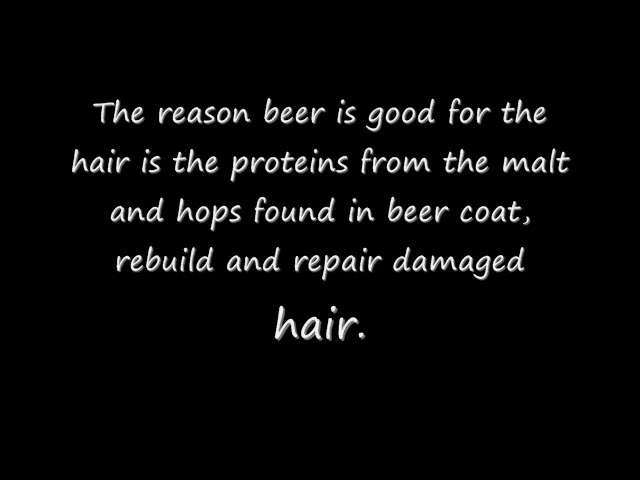 The reason beer is good for the
hair is the proteins from the malt
and hops found in beer coat,
rebuild and repair damaged
hair.